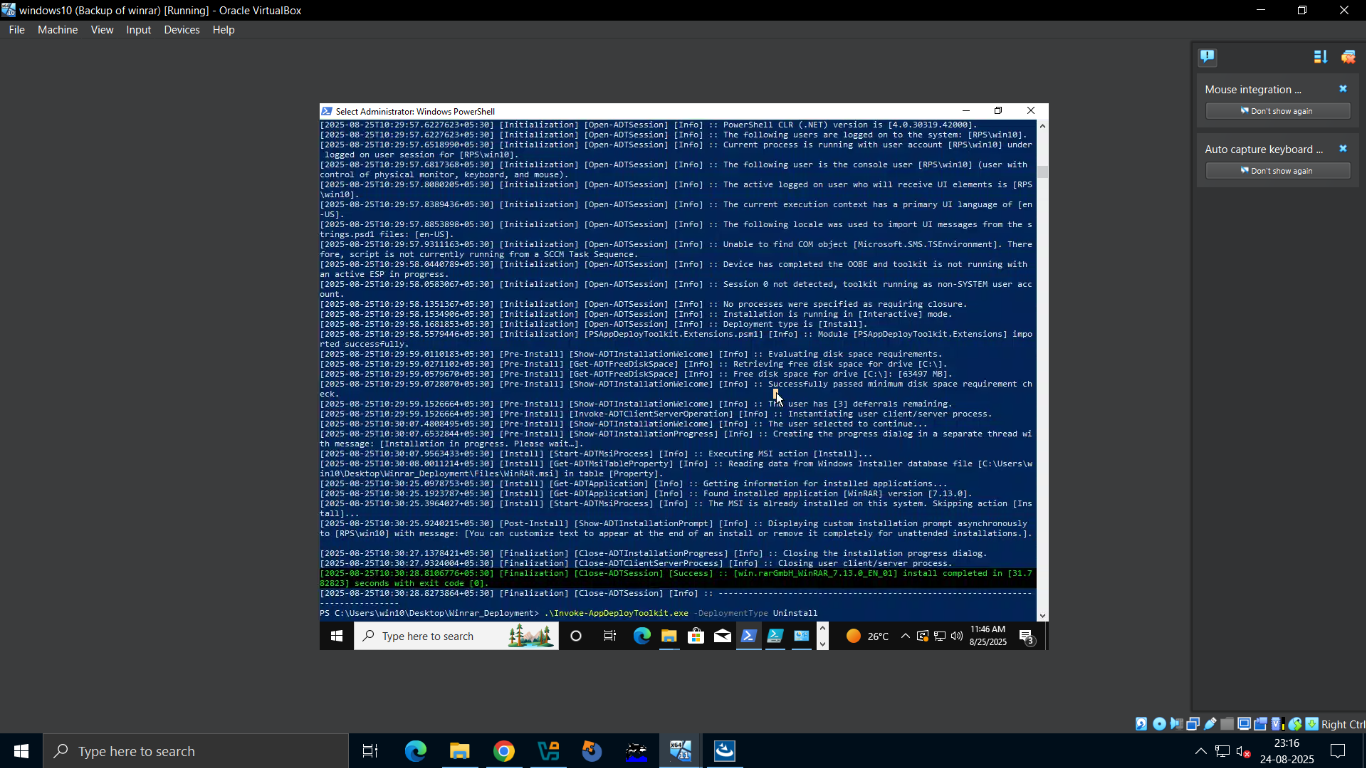 windows10 (Backup of winrar) [Running] - Oracle VirtualBox
File Machine View Input Devices Help
Mouse integration ...
Don't show again
Auto capture keyboard ...
Don't show again
Select Administrator: Windows PowerShell
[2025-08-25T10:29:57.6227623+05:30] [Initialization] [Open-ADTSession] [Info] :: PowerShell CLR (.NET) version is [4.0.30319.42000].
[2025-08-25T10:29:57.6227623+05:30] [Initialization] [Open-ADTSession] [Info] :: The following users are logged on to the system: [RPS\win10].
[2025-08-25T10:29:57.6518990+05:30] [Initialization] [Open-ADTSession] [Info] :: Current process is running with user account [RPS\win10] under
logged on user session for [RPS\win10].
[2025-08-25T10:29:57.6817368+05:30] [Initialization] [Open-ADTSession] [Info] :: The following user is the console user [RPS\win10] (user with
control of physical monitor, keyboard, and mouse).
[2025-08-25T10:29:57.8080205+05:30] [Initialization] [Open-ADTSession] [Info] :: The active logged on user who will receive UI elements is [RPS
\win10].
[2025-08-25T10:29:57.8389436+05:30] [Initialization] [Open-ADTSession] [Info] :: The current execution context has a primary UI language of [en
-US].
[2025-08-25T10:29:57.8853898+05:30] [Initialization] [Open-ADTSession] [Info] :: The following locale was used to import UI messages from the s
trings.psd1 files: [en-US].
[2025-08-25T10:29:57.9311163+05:30] [Initialization] [Open-ADTSession] [Info] :: Unable to find COM object [Microsoft.SMS.TSEnvironment]. There
fore, script is not currently running from a SCCM Task Sequence.
[2025-08-25T10:29:58.0440789+05:30] [Initialization] [Open-ADTSession] [Info] :: Device has completed the OOBE and toolkit is not running with
an active ESP in progress.
[2025-08-25T10:29:58.0583067+05:30] [Initialization] [Open-ADTSession] [Info] :: Session 0 not detected, toolkit running as non-SYSTEM user acc
ount.
[2025-08-25T10:29:58.1351367+05:30] [Initialization] [Open-ADTSession] [Info] :: No processes were specified as requiring closure.
[2025-08-25T10:29:58.1534906+05:30] [Initialization] [Open-ADTSession] [Info] :: Installation is running in [Interactive] mode.
[2025-08-25T10:29:58.1681853+05:30] [Initialization] [Open-ADTSession] [Info] :: Deployment type is [Install].
[2025-08-25T10:29:58.5579446+05:30] [Initialization] [PSAppDeployToolkit.Extensions.psm1] [Info] :: Module [PSAppDeployToolkit.Extensions] impo
rted successfully.
[2025-08-25T10:29:59.0110183+05:30] [Pre-Install] [Show-ADTInstallationWelcome] [Info] :: Evaluating disk space requirements.
[2025-08-25T10:29:59.0271102+05:30] [Pre-Install] [Get-ADTFreeDiskSpace] [Info] :: Retrieving free disk space for drive [C:\].
[2025-08-25T10:29:59.0579670+05:30] [Pre-Install] [Get-ADTFreeDiskSpace] [Info] :: Free disk space for drive [C:\]: [63497 MB].
[2025-08-25T10:29:59.0728070+05:30] [Pre-Install] [Show-ADTInstallationWelcome] [Info] :: Successfully passed minimum disk space requirement ch
eck.
[2025-08-25T10:29:59.1526664+05:30] [Pre-Install] [Show-ADTInstallationWelcome] [Info] :: The user has [3] deferrals remaining.
[2025-08-25T10:29:59.1526664+05:30] [Pre-Install] [Invoke-ADTClientServerOperation] [Info] :: Instantiating user client/server process.
[2025-08-25T10:30:07.4808495+05:30] [Pre-Install] [Show-ADTInstallationWelcome] [Info] :: The user selected to continue...
[2025-08-25T10:30:07.6532844+05:30] [Pre-Install] [Show-ADTInstallationProgress] [Info] :: Creating the progress dialog in a separate thread wi
th message: [Installation in progress. Please wait…].
[2025-08-25T10:30:07.9563433+05:30] [Install] [Start-ADTMsiProcess] [Info] :: Executing MSI action [Install]...
[2025-08-25T10:30:08.0011214+05:30] [Install] [Get-ADTMsiTableProperty] [Info] :: Reading data from Windows Installer database file [C:\Users\w
in10\Desktop\Winrar_Deployment\Files\WinRAR.msi] in table [Property].
[2025-08-25T10:30:25.0978753+05:30] [Install] [Get-ADTApplication] [Info] :: Getting information for installed applications...
[2025-08-25T10:30:25.1923787+05:30] [Install] [Get-ADTApplication] [Info] :: Found installed application [WinRAR] version [7.13.0].
[2025-08-25T10:30:25.3964027+05:30] [Install] [Start-ADTMsiProcess] [Info] :: The MSI is already installed on this system. Skipping action [Ins
tall]...
[2025-08-25T10:30:25.9240215+05:30] [Post-Install] [Show-ADTInstallationPrompt] [Info] :: Displaying custom installation prompt asynchronously
to [RPS\win10] with message: [You can customize text to appear at the end of an install or remove it completely for unattended installations.].
[2025-08-25T10:30:27.1378421+05:30] [Finalization] [Close-ADTInstallationProgress] [Info] :: Closing the installation progress dialog.
[2025-08-25T10:30:27.9324004+05:30] [Finalization] [Close-ADTClientServerProcess] [Info] :: Closing user client/server process.
[2025-08-25T10:30:28.8106776+05:30] [Finalization] [Close-ADTSession] [Success] :: [win.rarGmbH_WinRAR_7.13.0_EN_01] install completed in [31.7
82823] seconds with exit code [0].
[2025-08-25T10:30:28.8273864+05:30] [Finalization] [Close-ADTSession] [Info] :: ---------------------------------------------------------------
----------------
PS C:\Users\win10\Desktop\Winrar_Deployment> .\Invoke-AppDeployToolkit.exe -DeploymentType Uninstall
Type here to search
26°C
11:46 AM
8/25/2025
3
Right Ctrl
Type here to search
23:16
24-08-2025